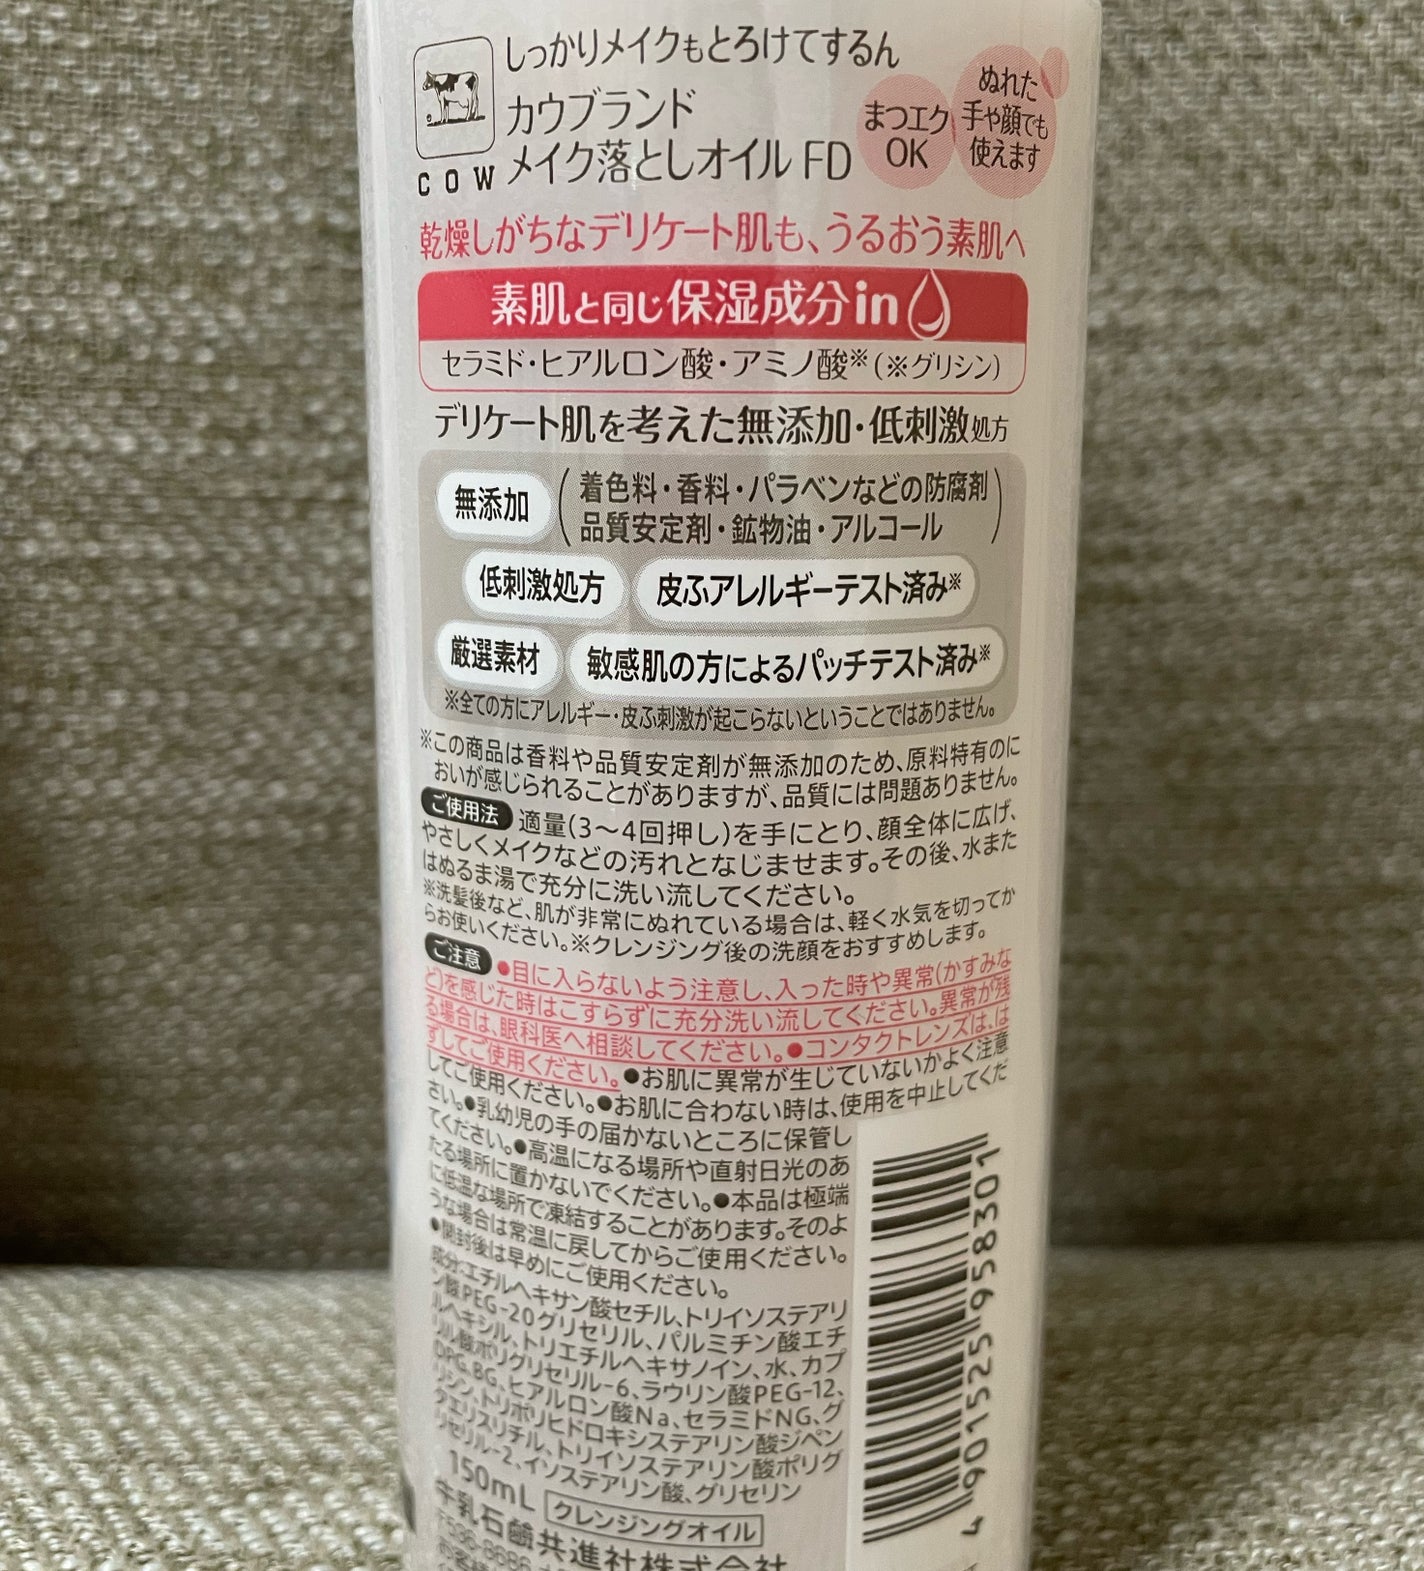 しっかりメイクもとろけてするん
カウブランド
メイク落としオイル FD
COW
まつエク
OK
ぬれた
手や顔でも
使えます
乾燥しがちなデリケート肌も、うるおう素肌へ
素肌と同じ保湿成分in
セラミド・ヒアルロン酸・アミノ酸※(※グリシン)
デリケート肌を考えた無添加・低刺激処方
無添加
着色料・香料・パラベンなどの防腐剤
品質安定剤・鉱物油・アルコール
低刺激処方 皮ふアレルギーテスト済み※
厳選素材 敏感肌の方によるパッチテスト済み※
※全ての方にアレルギー・皮ふ刺激が起こらないということではありません。
※この商品は香料や品質安定剤が無添加のため、原料特有のに
おいが感じられることがありますが、品質には問題ありません。
ご使用法 適量(3～4回押し)を手にとり、顔全体に広げ、
やさしくメイクなどの汚れとなじませます。その後、水また
はぬるま湯で充分に洗い流してください。
※洗髪後など、肌が非常にぬれている場合は、軽く水気を切ってか
らお使いください。※クレンジング後の洗顔をおすすめします。
ご注意 ●目に入らないよう注意し、入った時や異常(かすみな
ど)を感じた時はこすらずに充分洗い流してください。異常が残
る場合は、眼科医へ相談してください。●コンタクトレンズは、は
ずしてご使用ください。●お肌に異常が生じていないかよく注意
してご使用ください。●お肌に合わない時は、使用を中止してくだ
さい。●乳幼児の手の届かないところに保管し
てください。●高温になる場所や直射日光のあ
たる場所に置かないでください。●本品は極端
に低温な場所で凍結することがあります。そのよ
うな場合は常温に戻してからご使用ください。
●開封後は早めにご使用ください。
成分:エチルヘキサン酸セチル、トリイソステアリ
ン酸PEG-20グリセリル、パルミチン酸エチ
ルヘキシル、トリエチルヘキサノイン、水、カプ
リル酸ポリグリセリル-6、ラウリン酸PEG-12、
DPG、BG、ヒアルロン酸Na、セラミドNG、グ
リシン、トリポリヒドロキシステアリン酸ジペン
タエリスリチル、トリイソステアリン酸ポリグ
リセリル-2、イソステアリン酸、グリセリン
150mL クレンジングオイル
牛乳石鹸共進社株式会社
4 901525 958301